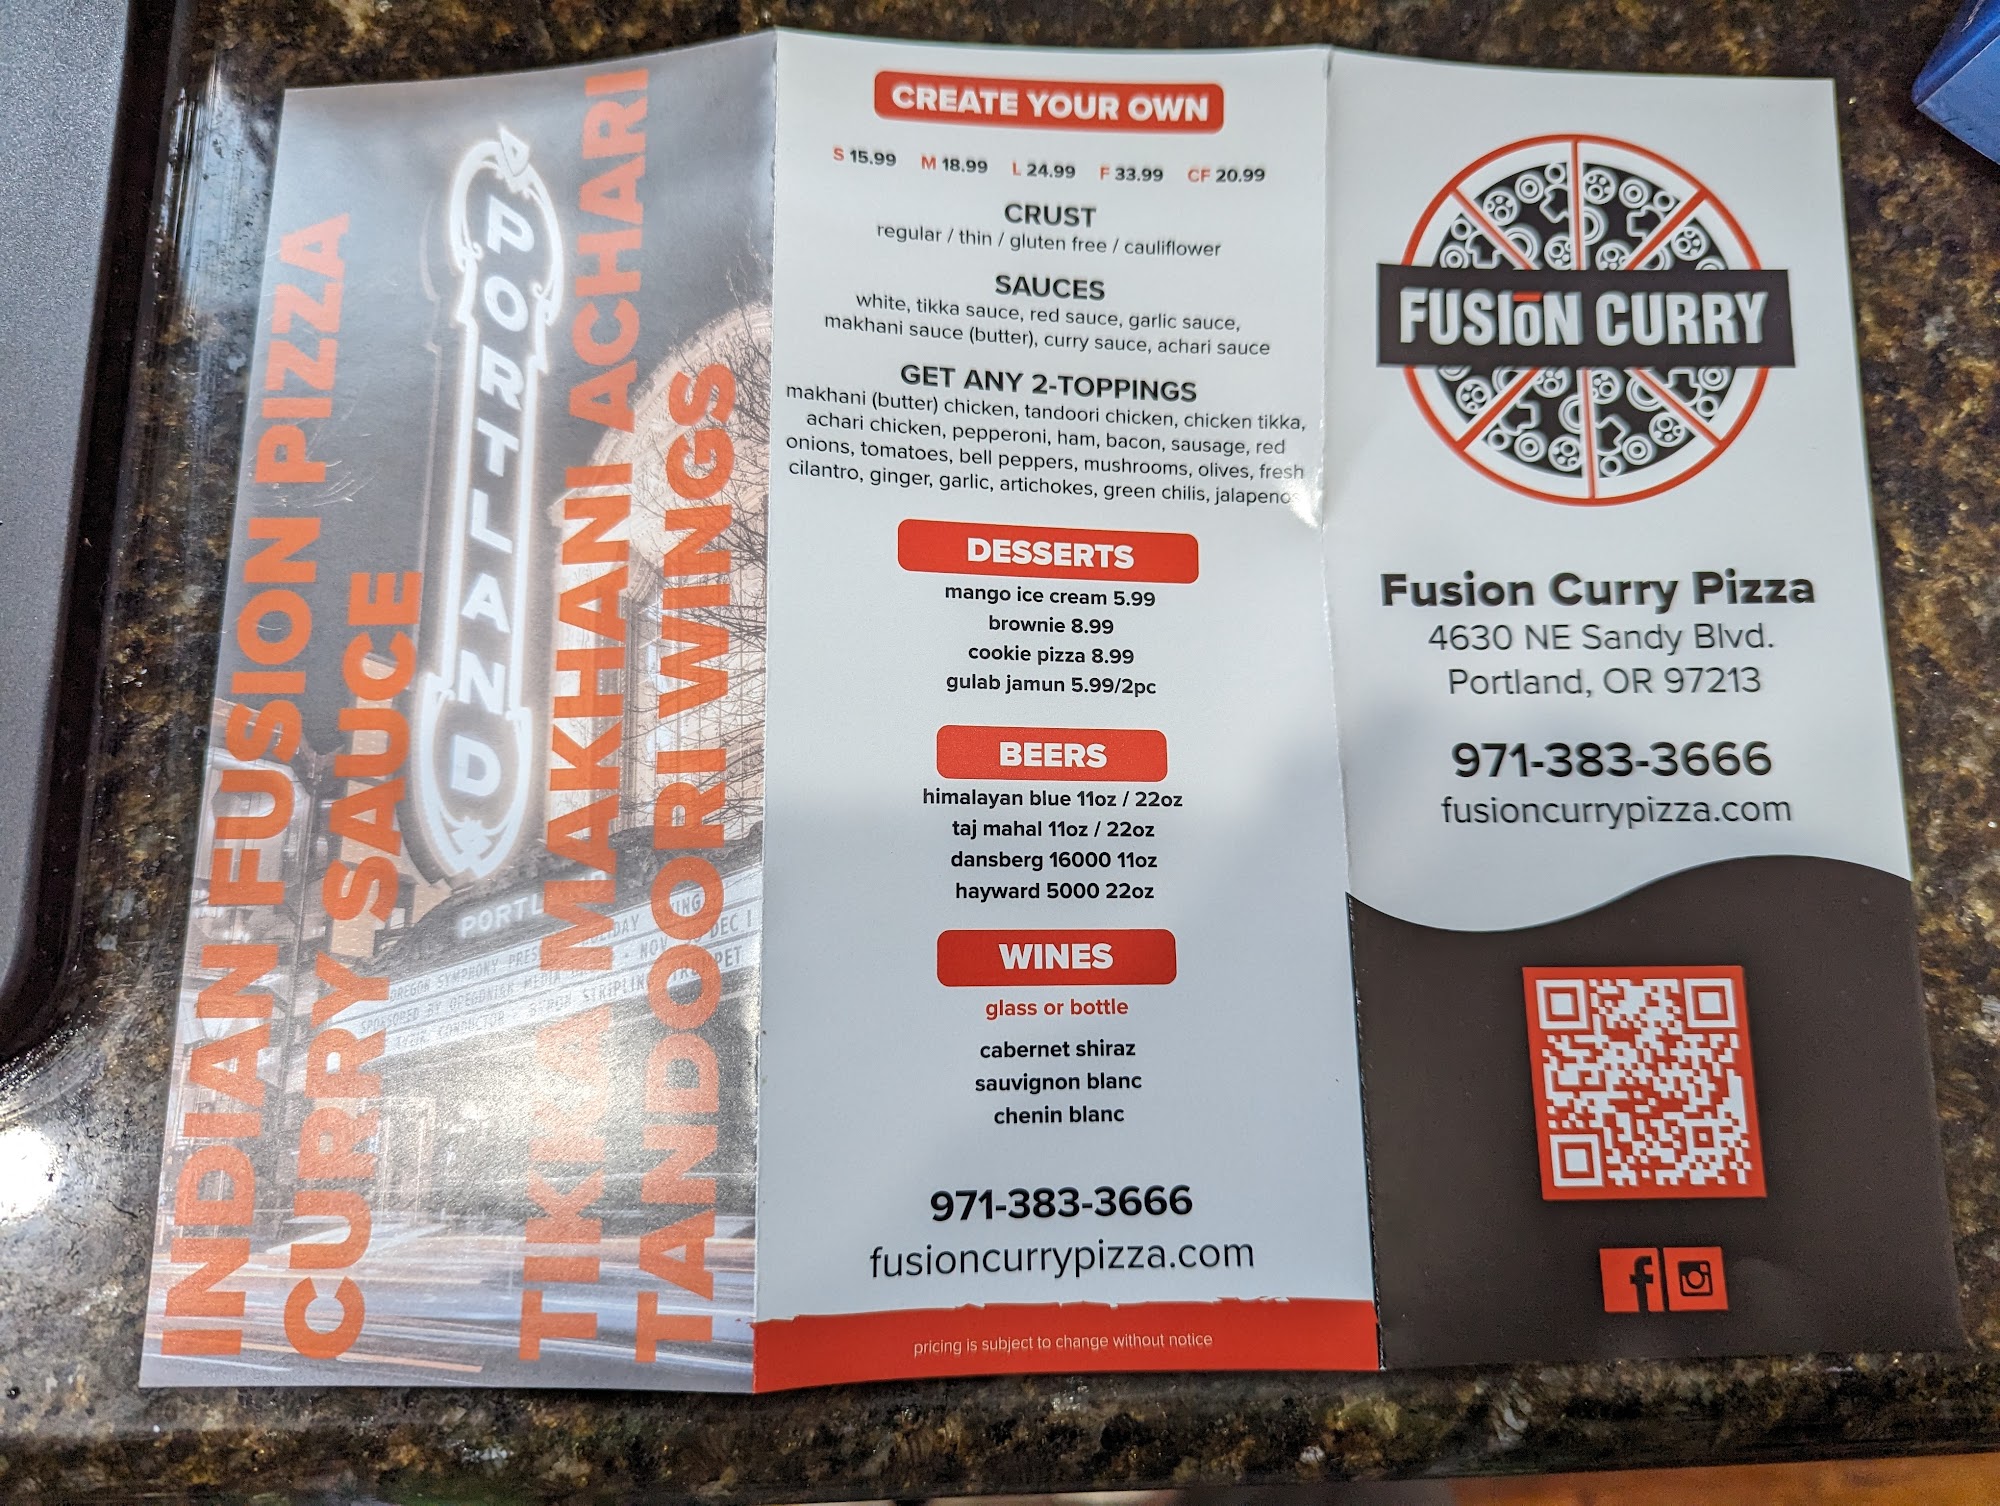 INDIAN FUSION PIZZA
CURRY SAUCE
TIKKA MAKHANI ACHARI
TANDOORI WINGS
PORTLAND
OREGON SYMPHONY
SPONSORED BY
CONDUCTOR
CREATE YOUR OWN
S 15.99 M 18.99 L 24.99 F 33.99 CF 20.99
CRUST
regular / thin / gluten free / cauliflower
SAUCES
white, tikka sauce, red sauce, garlic sauce,
makhani sauce (butter), curry sauce, achari sauce
GET ANY 2-TOPPINGS
makhani (butter) chicken, tandoori chicken, chicken tikka,
achari chicken, pepperoni, ham, bacon, sausage, red
onions, tomatoes, bell peppers, mushrooms, olives, fresh
cilantro, ginger, garlic, artichokes, green chilis, jalapenos
DESSERTS
mango ice cream 5.99
brownie 8.99
cookie pizza 8.99
gulab jamun 5.99/2pc
BEERS
himalayan blue 11oz / 22oz
taj mahal 11oz / 22oz
dansberg 16000 11oz
hayward 5000 22oz
WINES
glass or bottle
cabernet shiraz
sauvignon blanc
chenin blanc
971-383-3666
fusioncurrypizza.com
pricing is subject to change without notice
FUSIōN CURRY
Fusion Curry Pizza
4630 NE Sandy Blvd.
Portland, OR 97213
971-383-3666
fusioncurrypizza.com